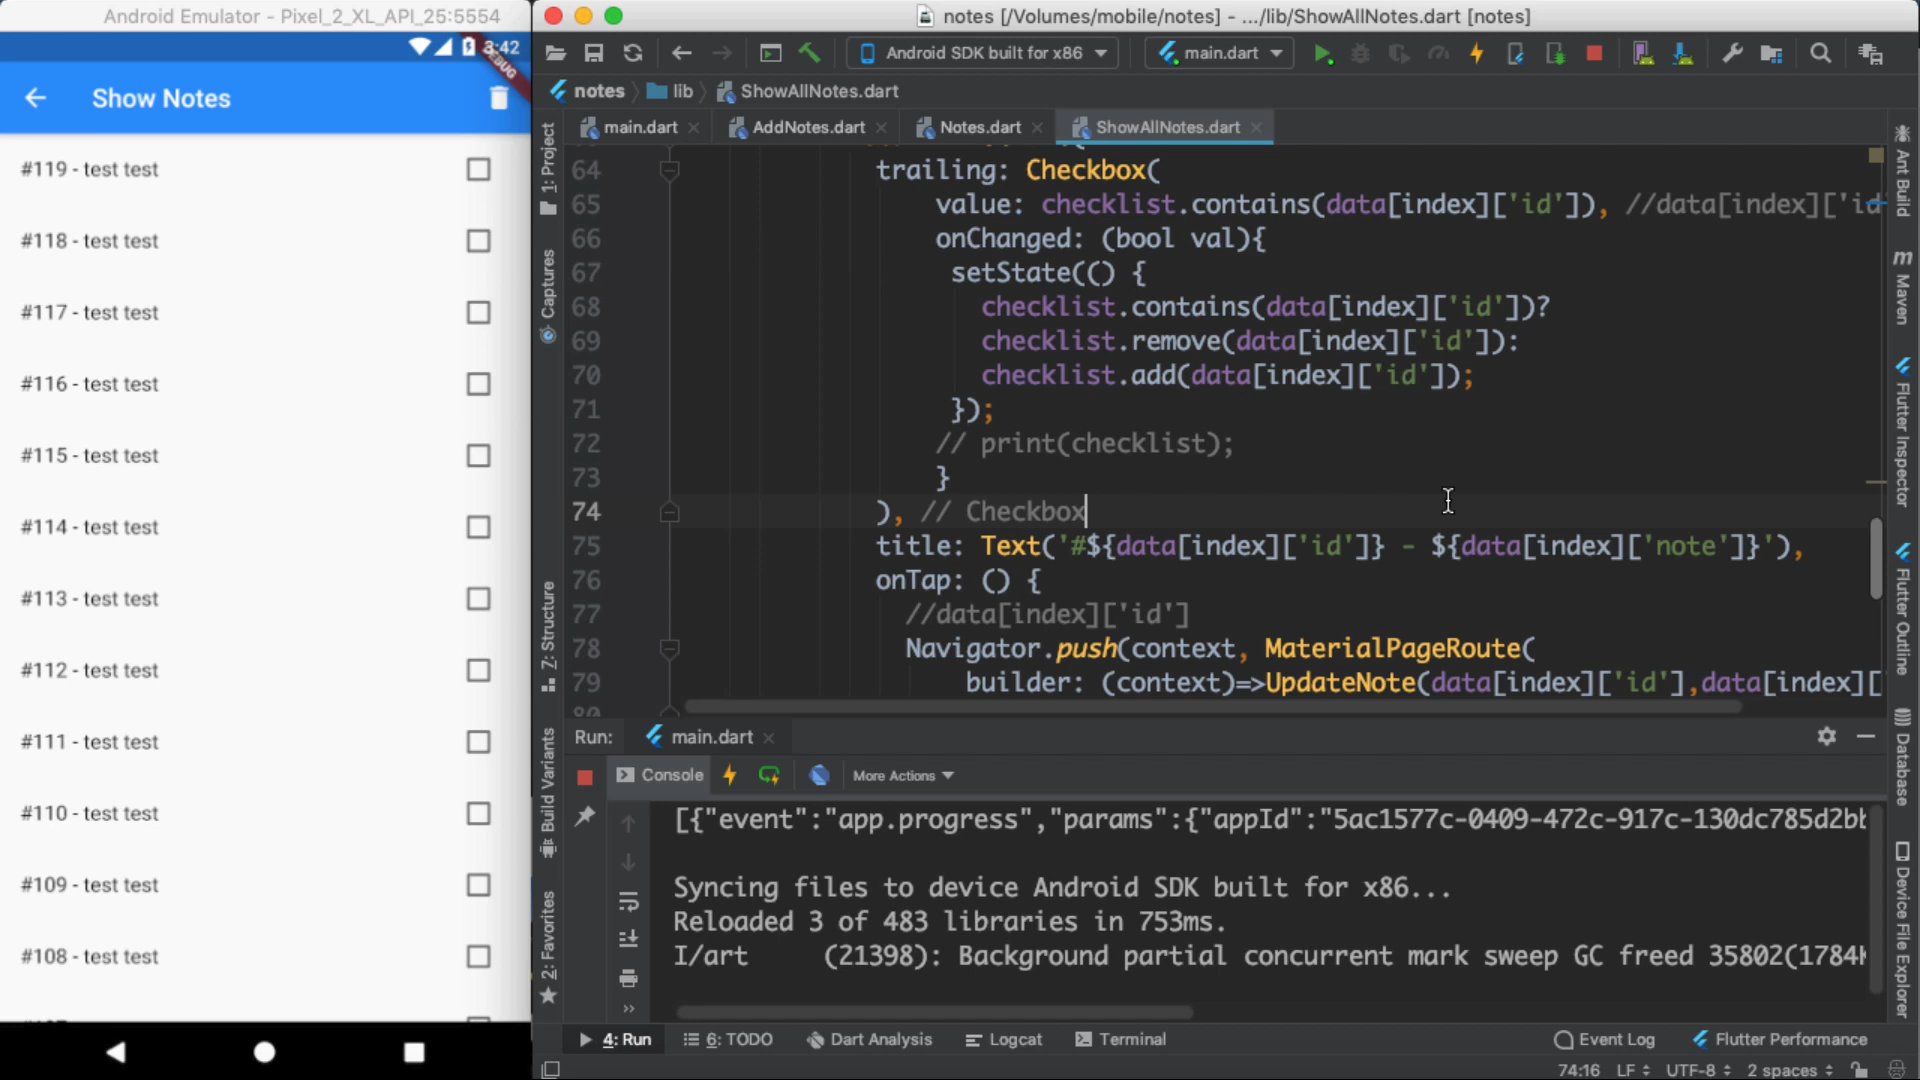 Android Emulator - Pixel_2_XL_API_25:5554
3:42
DEBUG
Show Notes
#119 - test test
#118 - test test
#117 - test test
#116 - test test
#115 - test test
#114 - test test
#113 - test test
#112 - test test
#111 - test test
#110 - test test
#109 - test test
#108 - test test
notes [/Volumes/mobile/notes] - .../lib/ShowAllNotes.dart [notes]
Android SDK built for x86
main.dart
notes lib ShowAllNotes.dart
main.dart AddNotes.dart Notes.dart ShowAllNotes.dart
1: Project
Captures
7: Structure
Build Variants
2: Favorites
64 trailing: Checkbox(
65 value: checklist.contains(data[index]['id']), //data[index]['id
66 onChanged: (bool val){
67 setState(() {
68 checklist.contains(data[index]['id'])?
69 checklist.remove(data[index]['id']):
70 checklist.add(data[index]['id']);
71 });
72 // print(checklist);
73 }
74 ), // Checkbox
75 title: Text('#${data[index]['id']} - ${data[index]['note']}'),
76 onTap: () {
77 //data[index]['id']
78 Navigator.push(context, MaterialPageRoute(
79 builder: (context)=>UpdateNote(data[index]['id'],data[index][
80
Ant Build
m Maven
Flutter Inspector
Flutter Outline
Database
Device File Explorer
Run: main.dart
Console More Actions
[{"event":"app.progress","params":{"appId":"5ac1577c-0409-472c-917c-130dc785d2bb
Syncing files to device Android SDK built for x86...
Reloaded 3 of 483 libraries in 753ms.
I/art (21398): Background partial concurrent mark sweep GC freed 35802(1784K
4: Run 6: TODO Dart Analysis Logcat Terminal Event Log Flutter Performance
74:16 LF UTF-8 2 spaces